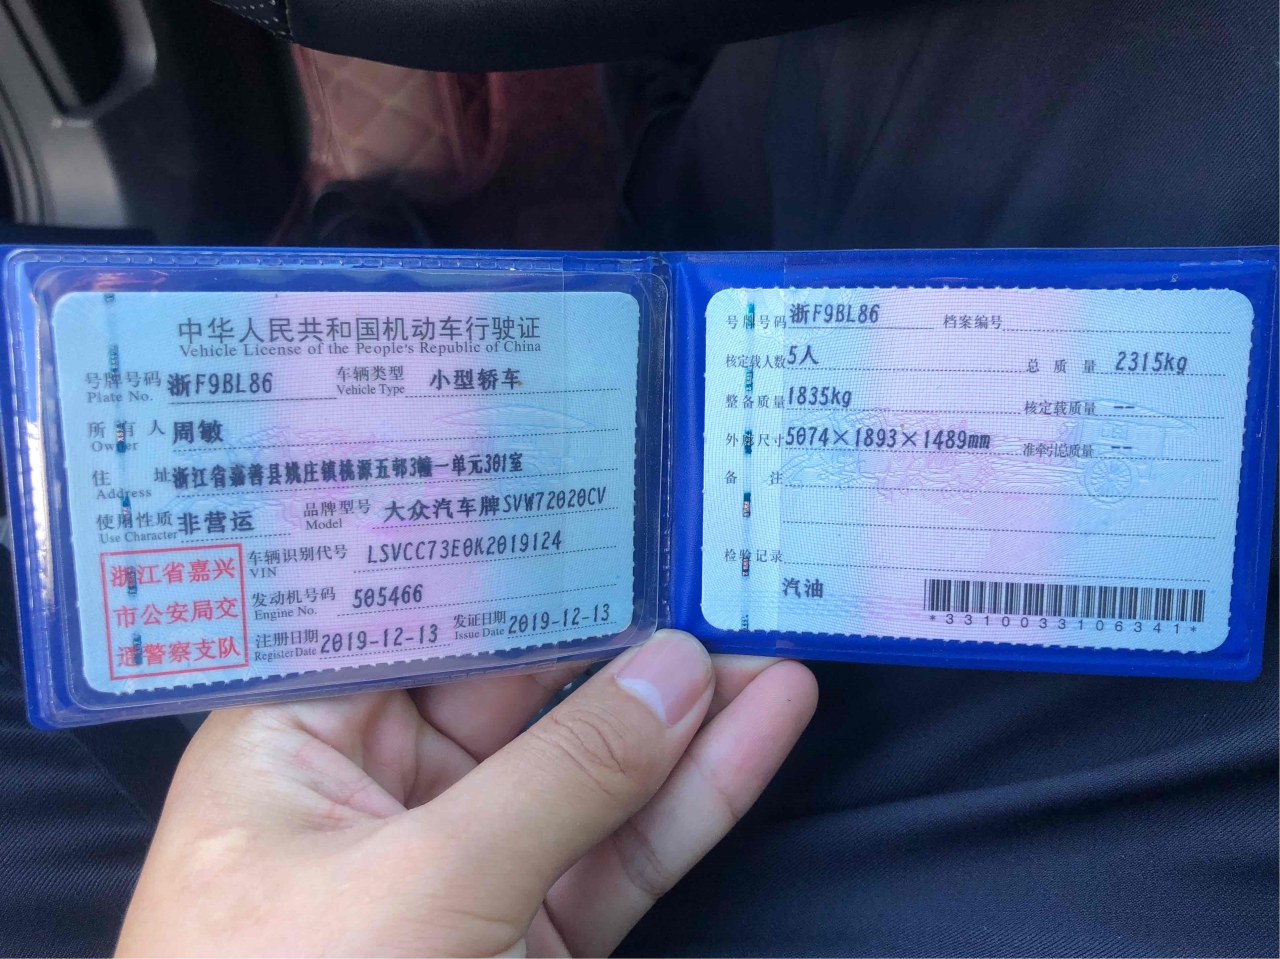 中华人民共和国机动车行驶证
Vehicle License of the People's Republic of China
号牌号码 浙F9BL86 车辆类型 小型轿车
Plate No. Vehicle Type
所有人 周敏
Owner
住址 浙江省嘉善县姚庄镇桃源五邨3幢一单元301室
Address
使用性质 非营运 品牌型号 大众汽车牌SVW72020CV
Use Character Model
浙江省嘉兴
市公安局交
通警察支队
车辆识别代号 LSVCC73E0K2019124
VIN
发动机号码 505466
Engine No.
注册日期 2019-12-13 发证日期 2019-12-13
Register Date Issue Date
号牌号码 浙F9BL86 档案编号
核定载人数 5人 总质量 2315kg
整备质量 1835kg 核定载质量 --
外廓尺寸 5074×1893×1489mm 准牵引总质量 --
备注
检验记录
汽油
*3310033106341*